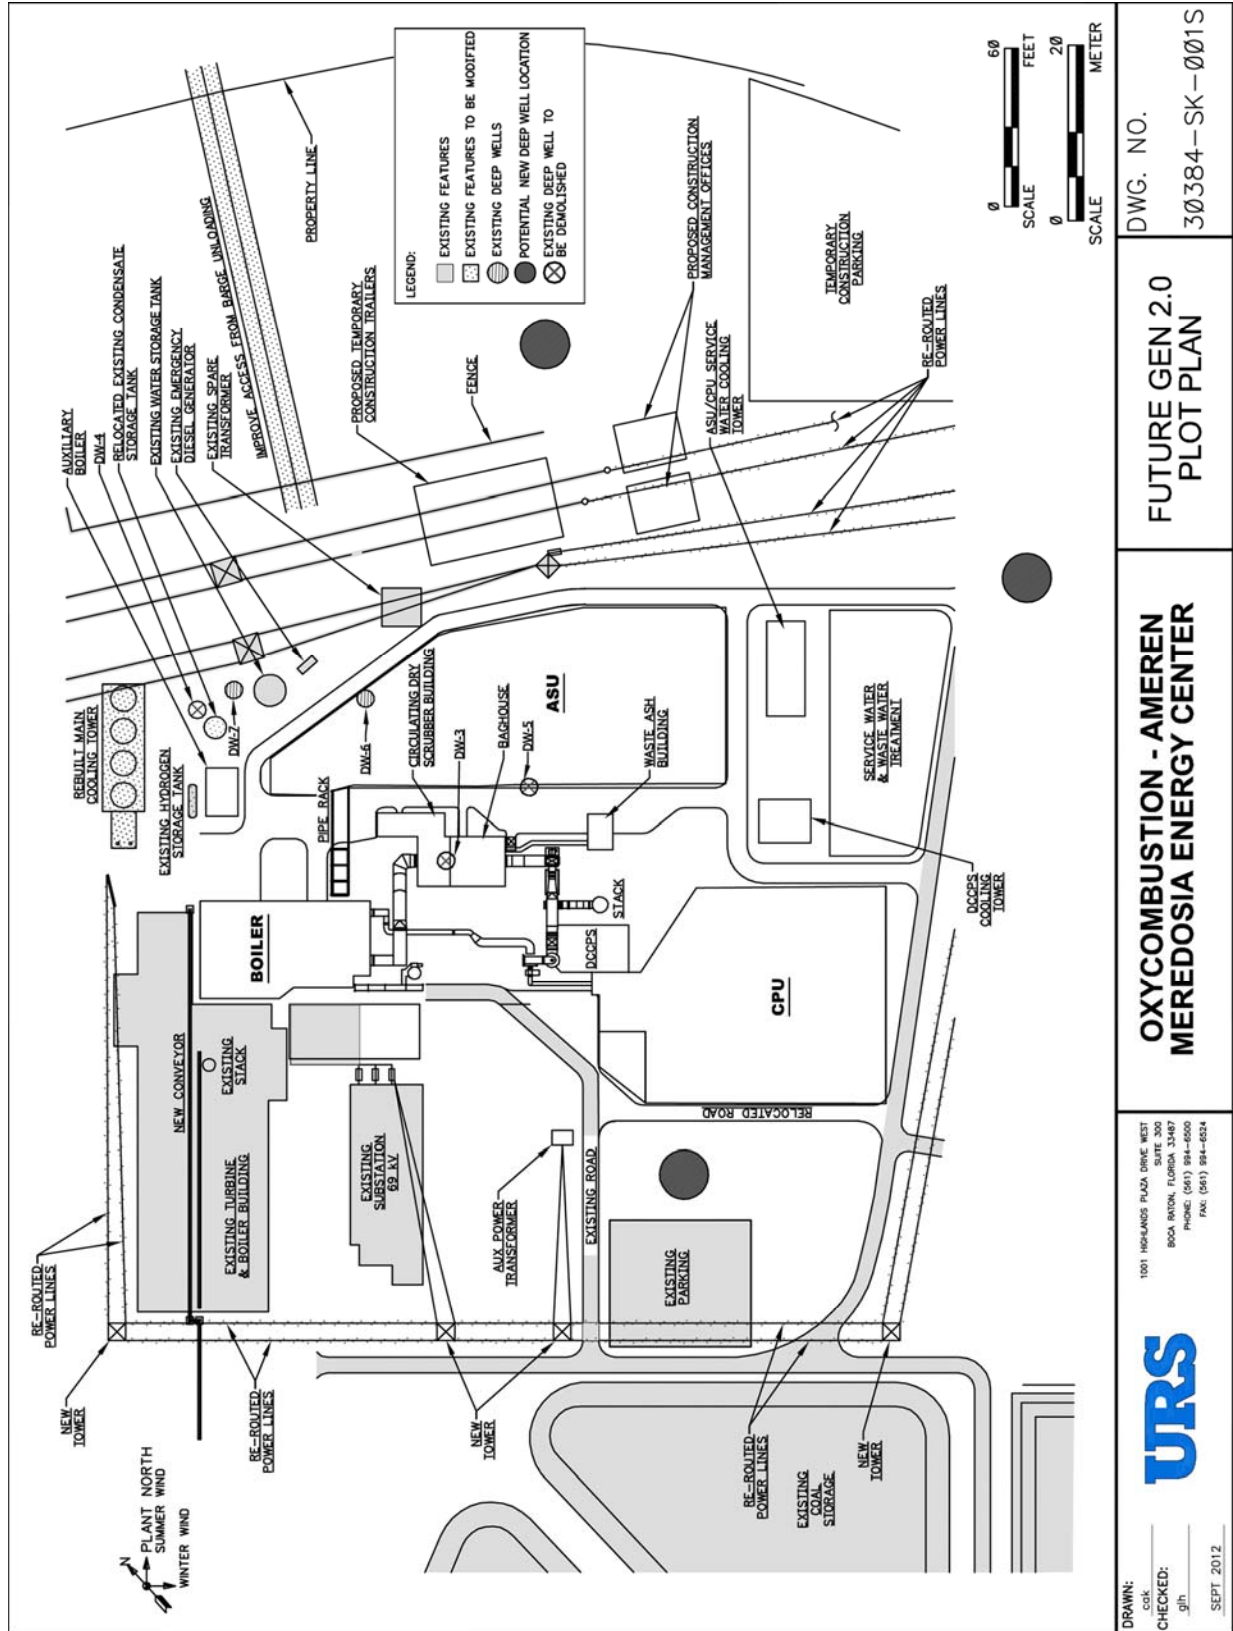 PLANT NORTH
SUMMER WIND
WINTER WIND
N
NEW
TOWER
RE-ROUTED
POWER LINES
RE-ROUTED
POWER LINES
NEW
TOWER
RE-ROUTED
POWER LINES
EXISTING
COAL
STORAGE
NEW
TOWER
EXISTING TURBINE
& BOILER BUILDING
EXISTING
STACK
NEW CONVEYOR
EXISTING
SUBSTATION
69 kV
AUX POWER
TRANSFORMER
EXISTING ROAD
EXISTING
PARKING
RELOCATED ROAD
BOILER
CPU
DCCPS
STACK
DCCPS
COOLING
TOWER
REBUILT MAIN
COOLING TOWER
EXISTING HYDROGEN
STORAGE TANK
PIPE RACK
DW-7
DW-6
CIRCULATING DRY
SCRUBBER BUILDING
DW-3
BAGHOUSE
DW-5
ASU
WASTE ASH
BUILDING
SERVICE WATER
& WASTE WATER
TREATMENT
AUXILIARY
BOILER
DW-4
RELOCATED EXISTING CONDENSATE
STORAGE TANK
EXISTING WATER STORAGE TANK
EXISTING EMERGENCY
DIESEL GENERATOR
EXISTING SPARE
TRANSFORMER
IMPROVE ACCESS FROM BARGE UNLOADING
PROPERTY LINE
PROPOSED TEMPORARY
CONSTRUCTION TRAILERS
FENCE
PROPOSED CONSTRUCTION
MANAGEMENT OFFICES
ASU/CPU SERVICE
WATER COOLING
TOWER
TEMPORARY
CONSTRUCTION
PARKING
RE-ROUTED
POWER LINES
LEGEND:
EXISTING FEATURES
EXISTING FEATURES TO BE MODIFIED
EXISTING DEEP WELLS
POTENTIAL NEW DEEP WELL LOCATION
EXISTING DEEP WELL TO
BE DEMOLISHED
0 60
SCALE FEET
0 20
SCALE METER
DRAWN:
cak
CHECKED:
glh
SEPT 2012
URS
1001 HIGHLANDS PLAZA DRIVE WEST
SUITE 300
BOCA RATON, FLORIDA 33487
PHONE: (561) 994-6500
FAX: (561) 994-6524
OXYCOMBUSTION - AMEREN
MEREDOSIA ENERGY CENTER
FUTURE GEN 2.0
PLOT PLAN
DWG. NO.
30384-SK-001S